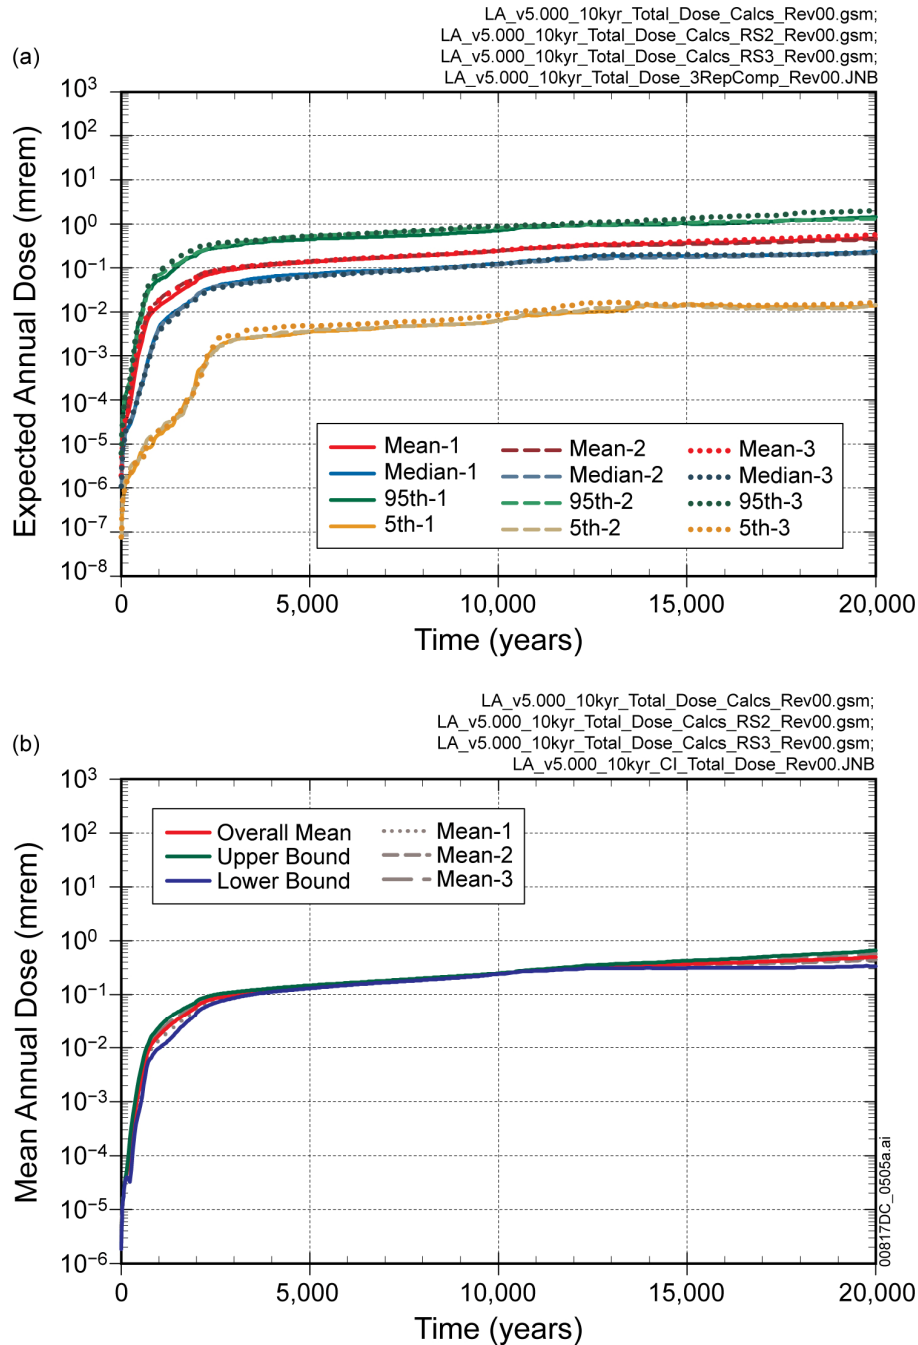 LA_v5.000_10kyr_Total_Dose_Calcs_Rev00.gsm;
LA_v5.000_10kyr_Total_Dose_Calcs_RS2_Rev00.gsm;
(a) LA_v5.000_10kyr_Total_Dose_Calcs_RS3_Rev00.gsm;
LA_v5.000_10kyr_Total_Dose_3RepComp_Rev00.JNB
Expected Annual Dose (mrem)
10³
10²
10¹
10⁰
10⁻¹
10⁻²
10⁻³
10⁻⁴
10⁻⁵
10⁻⁶
10⁻⁷
10⁻⁸
Mean-1 Mean-2 Mean-3
Median-1 Median-2 Median-3
95th-1 95th-2 95th-3
5th-1 5th-2 5th-3
0 5,000 10,000 15,000 20,000
Time (years)
LA_v5.000_10kyr_Total_Dose_Calcs_Rev00.gsm;
LA_v5.000_10kyr_Total_Dose_Calcs_RS2_Rev00.gsm;
(b) LA_v5.000_10kyr_Total_Dose_Calcs_RS3_Rev00.gsm;
LA_v5.000_10kyr_CI_Total_Dose_Rev00.JNB
Mean Annual Dose (mrem)
10³
10²
10¹
10⁰
10⁻¹
10⁻²
10⁻³
10⁻⁴
10⁻⁵
10⁻⁶
Overall Mean Mean-1
Upper Bound Mean-2
Lower Bound Mean-3
00817DC_0505a.ai
0 5,000 10,000 15,000 20,000
Time (years)